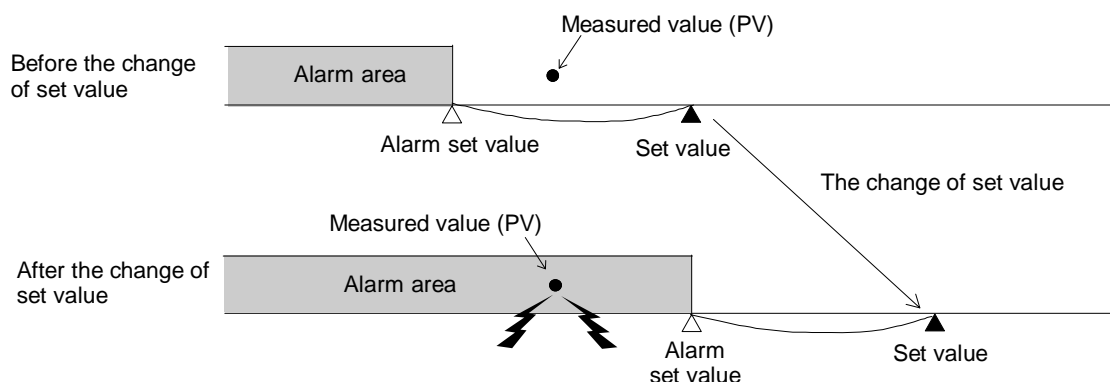 Measured value (PV)
Before the change
of set value
Alarm area
Alarm set value
Set value
The change of set value
Measured value (PV)
After the change of
set value
Alarm area
Alarm
set value
Set value